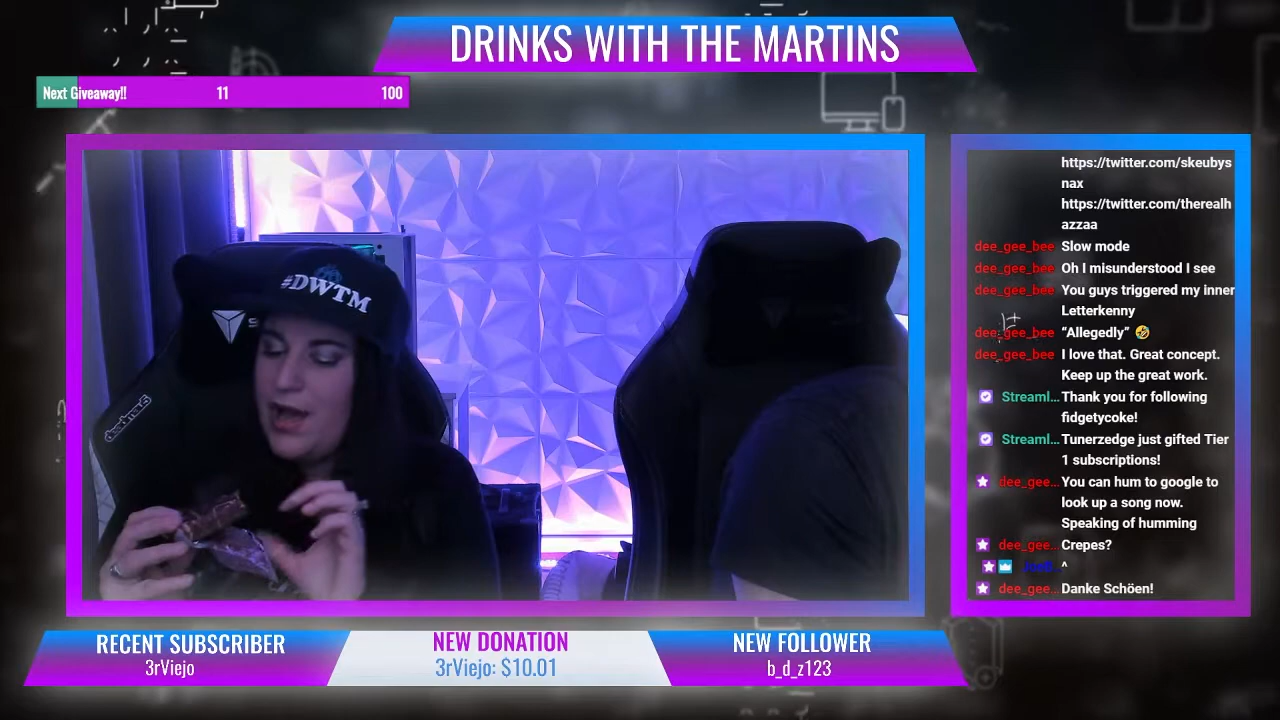 DRINKS WITH THE MARTINS
Next Giveaway!! 11 100
#DWTM
https://twitter.com/skeubys
nax
https://twitter.com/therealh
azzaa
dee_gee_bee Slow mode
dee_gee_bee Oh I misunderstood I see
dee_gee_bee You guys triggered my inner
Letterkenny
dee_gee_bee “Allegedly” 🤣
dee_gee_bee I love that. Great concept.
Keep up the great work.
Streaml... Thank you for following
fidgetycoke!
Streaml... Tunerzedge just gifted Tier
1 subscriptions!
dee_gee... You can hum to google to
look up a song now.
Speaking of humming
dee_gee... Crepes?
^
dee_gee... Danke Schöen!
RECENT SUBSCRIBER
3rViejo
NEW DONATION
3rViejo: $10.01
NEW FOLLOWER
b_d_z123